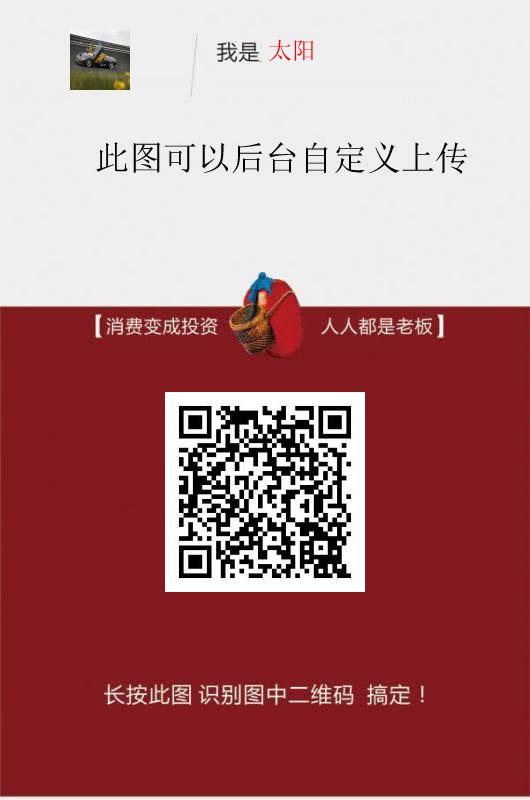 我是 太阳
此图可以后台自定义上传
【消费变成投资 人人都是老板】
长按此图 识别图中二维码 搞定！